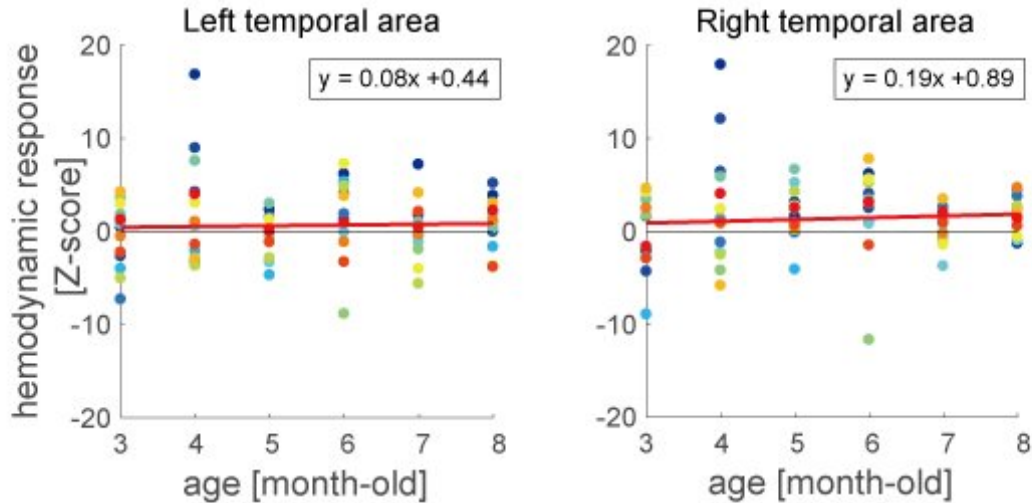 Left temporal area
Right temporal area
hemodynamic response
[Z-score]
20
10
0
-10
-20
y = 0.08x +0.44
3 4 5 6 7 8
age [month-old]
20
10
0
-10
-20
y = 0.19x +0.89
3 4 5 6 7 8
age [month-old]